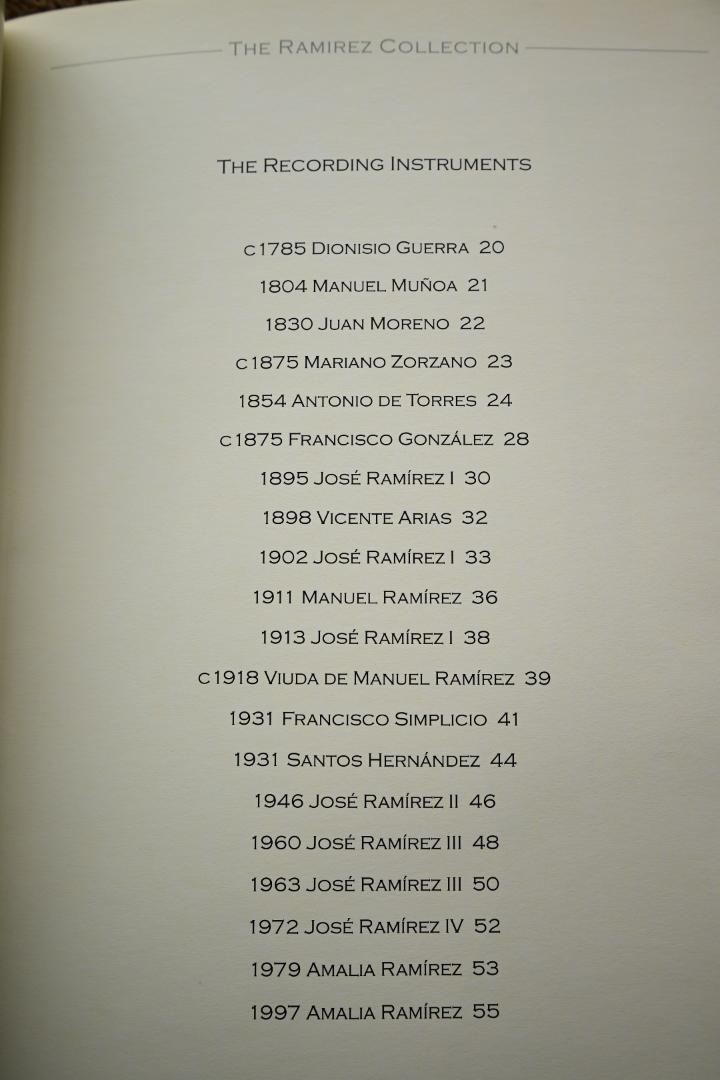 The Ramirez Collection
The Recording Instruments
c1785 Dionisio Guerra 20
1804 Manuel Muñoa 21
1830 Juan Moreno 22
c1875 Mariano Zorzano 23
1854 Antonio de Torres 24
c1875 Francisco González 28
1895 José Ramírez I 30
1898 Vicente Arias 32
1902 José Ramírez I 33
1911 Manuel Ramírez 36
1913 José Ramírez I 38
c1918 Viuda de Manuel Ramírez 39
1931 Francisco Simplicio 41
1931 Santos Hernández 44
1946 José Ramírez II 46
1960 José Ramírez III 48
1963 José Ramírez III 50
1972 José Ramírez IV 52
1979 Amalia Ramírez 53
1997 Amalia Ramírez 55